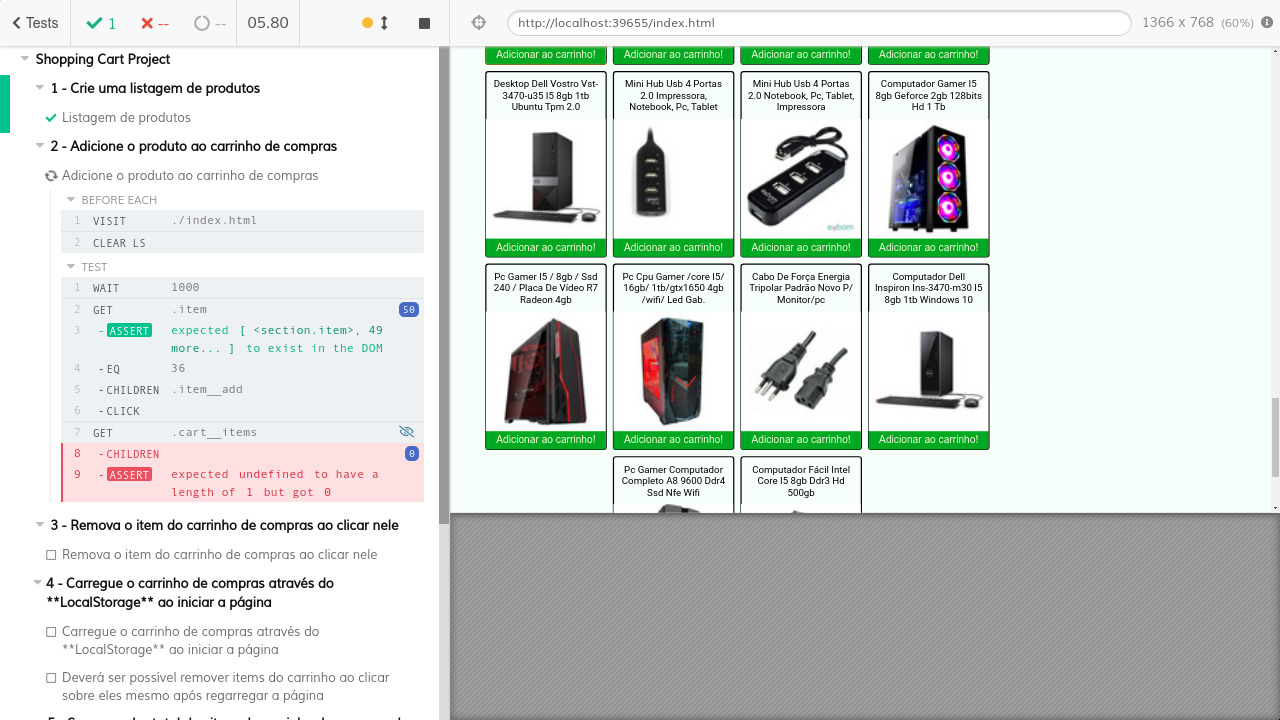 Tests
1
--
--
05.80
http://localhost:39655/index.html
1366 x 768 (60%)
Shopping Cart Project
1 - Crie uma listagem de produtos
Listagem de produtos
2 - Adicione o produto ao carrinho de compras
Adicione o produto ao carrinho de compras
BEFORE EACH
1 VISIT ./index.html
2 CLEAR LS
TEST
1 WAIT 1000
2 GET .item 50
3 -ASSERT expected [ <section.item>, 49
more... ] to exist in the DOM
4 -EQ 36
5 -CHILDREN .item__add
6 -CLICK
7 GET .cart__items
8 -CHILDREN 0
9 -ASSERT expected undefined to have a
length of 1 but got 0
3 - Remova o item do carrinho de compras ao clicar nele
Remova o item do carrinho de compras ao clicar nele
4 - Carregue o carrinho de compras através do
**LocalStorage** ao iniciar a página
Carregue o carrinho de compras através do
**LocalStorage** ao iniciar a página
Deverá ser possível remover items do carrinho ao clicar
sobre eles mesmo após regarregar a página
Adicionar ao carrinho! Adicionar ao carrinho! Adicionar ao carrinho! Adicionar ao carrinho!
Desktop Dell Vostro Vst-
3470-u35 I5 8gb 1tb
Ubuntu Tpm 2.0
Adicionar ao carrinho!
Mini Hub Usb 4 Portas
2.0 Impressora,
Notebook, Pc, Tablet
Adicionar ao carrinho!
Mini Hub Usb 4 Portas
2.0 Notebook, Pc, Tablet,
Impressora
exbom
Adicionar ao carrinho!
Computador Gamer I5
8gb Geforce 2gb 128bits
Hd 1 Tb
Adicionar ao carrinho!
Pc Gamer I5 / 8gb / Ssd
240 / Placa De Vídeo R7
Radeon 4gb
Adicionar ao carrinho!
Pc Cpu Gamer /core I5/
16gb/ 1tb/gtx1650 4gb
/wifi/ Led Gab.
Adicionar ao carrinho!
Cabo De Força Energia
Tripolar Padrão Novo P/
Monitor/pc
Adicionar ao carrinho!
Computador Dell
Inspiron Ins-3470-m30 I5
8gb 1tb Windows 10
Adicionar ao carrinho!
Pc Gamer Computador
Completo A8 9600 Ddr4
Ssd Nfe Wifi
Computador Fácil Intel
Core I5 8gb Ddr3 Hd
500gb